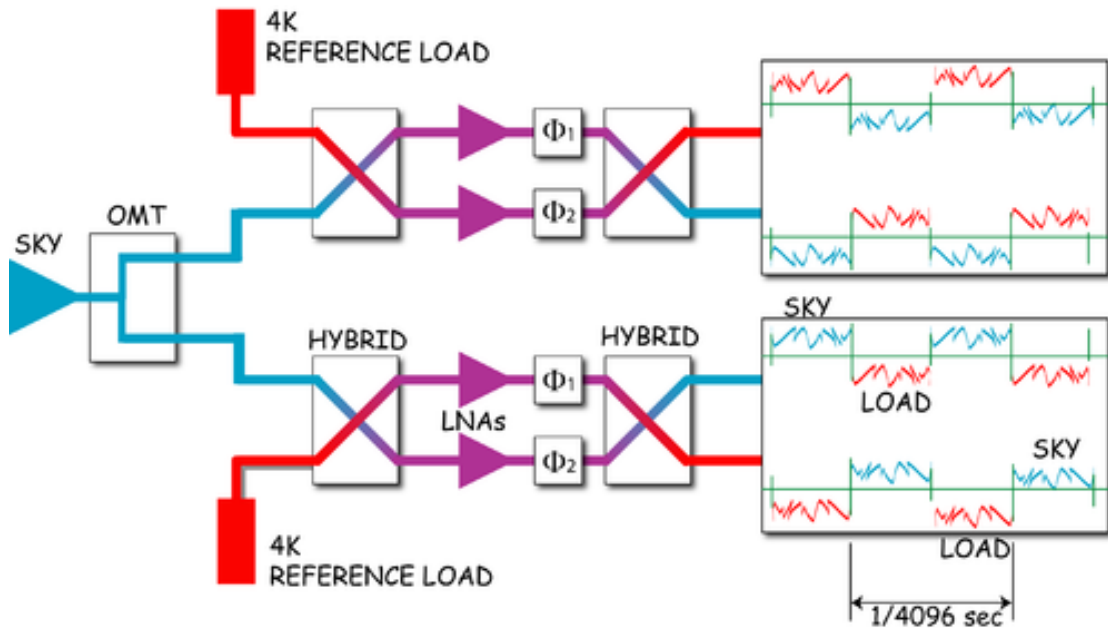 4K
REFERENCE LOAD
Φ1
Φ2
OMT
SKY
HYBRID
HYBRID
SKY
Φ1
LOAD
LNAs
SKY
Φ2
4K
REFERENCE LOAD
LOAD
1/4096 sec